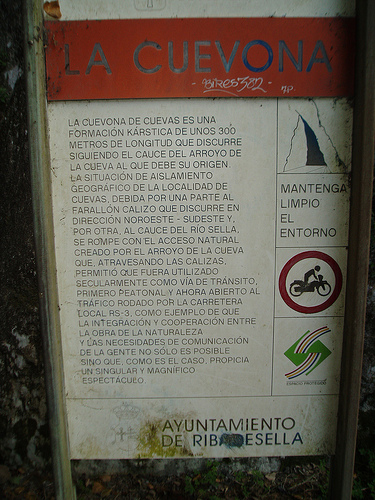 LA CUEVONA
LA CUEVONA DE CUEVAS ES UNA
FORMACIÓN KÁRSTICA DE UNOS 300
METROS DE LONGITUD QUE DISCURRE
SIGUIENDO EL CAUCE DEL ARROYO DE
LA CUEVA AL QUE DEBE SU ORIGEN.
LA SITUACIÓN DE AISLAMIENTO
GEOGRÁFICO DE LA LOCALIDAD DE
CUEVAS, DEBIDA POR UNA PARTE AL
FARALLÓN CALIZO QUE DISCURRE EN
DIRECCIÓN NOROESTE - SUDESTE Y,
POR OTRA, AL CAUCE DEL RÍO SELLA,
SE ROMPE CON EL ACCESO NATURAL
CREADO POR EL ARROYO DE LA CUEVA
QUE, ATRAVESANDO LAS CALIZAS,
PERMITIÓ QUE FUERA UTILIZADO
SECULARMENTE COMO VÍA DE TRÁNSITO,
PRIMERO PEATONAL Y AHORA ABIERTO AL
TRÁFICO RODADO POR LA CARRETERA
LOCAL RS-3, COMO EJEMPLO DE QUE
LA INTEGRACIÓN Y COOPERACIÓN ENTRE
LA OBRA DE LA NATURALEZA
Y LAS NECESIDADES DE COMUNICACIÓN
DE LA GENTE NO SÓLO ES POSIBLE
SINO QUE, COMO ES EL CASO, PROPICIA
UN SINGULAR Y MAGNÍFICO
ESPECTÁCULO.
MANTENGA
LIMPIO
EL
ENTORNO
ESPACIO PROTEGIDO
AYUNTAMIENTO
DE RIBADESELLA